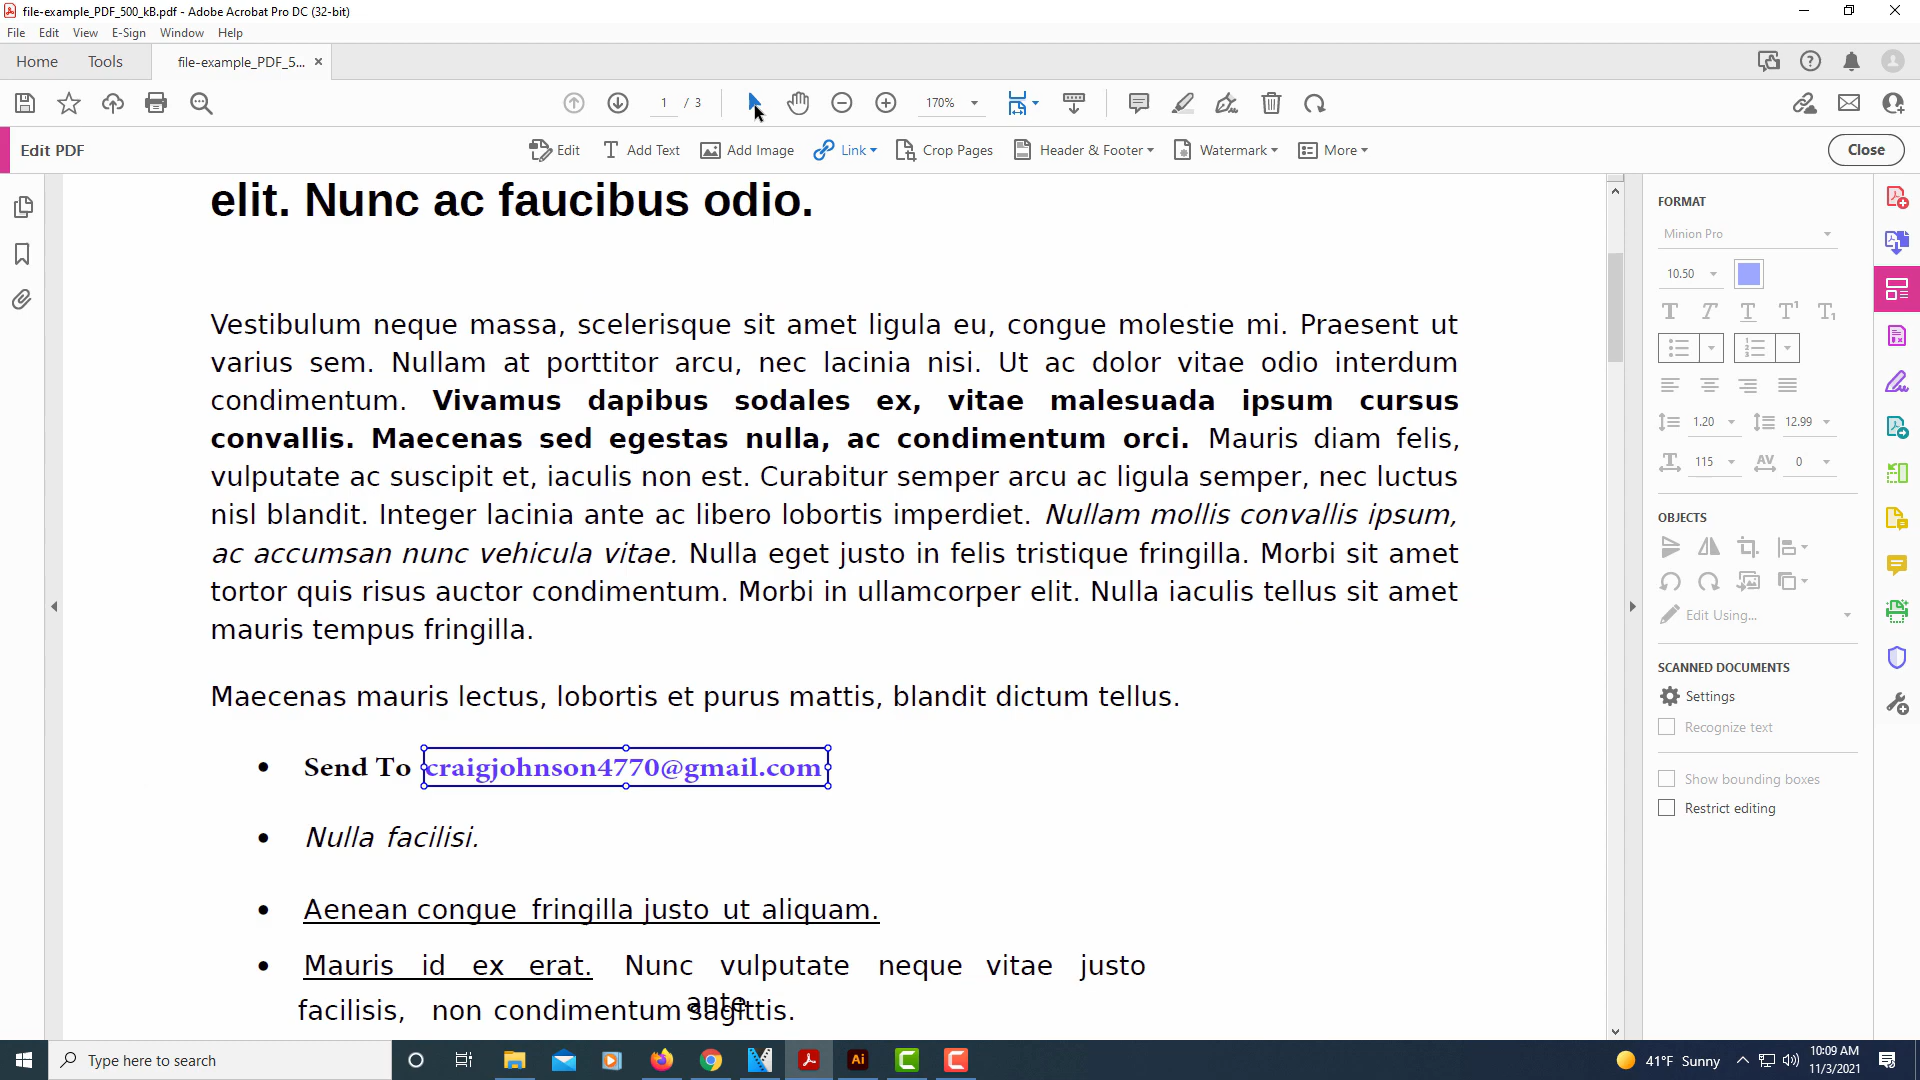 file-example_PDF_500_kB.pdf - Adobe Acrobat Pro DC (32-bit)
File Edit View E-Sign Window Help
Home Tools file-example_PDF_5... ×
1 / 3 170%
Edit PDF Edit Add Text Add Image Link Crop Pages Header & Footer Watermark More Close
elit. Nunc ac faucibus odio.
Vestibulum neque massa, scelerisque sit amet ligula eu, congue molestie mi. Praesent ut
varius sem. Nullam at porttitor arcu, nec lacinia nisi. Ut ac dolor vitae odio interdum
condimentum. Vivamus dapibus sodales ex, vitae malesuada ipsum cursus
convallis. Maecenas sed egestas nulla, ac condimentum orci. Mauris diam felis,
vulputate ac suscipit et, iaculis non est. Curabitur semper arcu ac ligula semper, nec luctus
nisl blandit. Integer lacinia ante ac libero lobortis imperdiet. Nullam mollis convallis ipsum,
ac accumsan nunc vehicula vitae. Nulla eget justo in felis tristique fringilla. Morbi sit amet
tortor quis risus auctor condimentum. Morbi in ullamcorper elit. Nulla iaculis tellus sit amet
mauris tempus fringilla.
Maecenas mauris lectus, lobortis et purus mattis, blandit dictum tellus.
• Send To craigjohnson4770@gmail.com
• Nulla facilisi.
• Aenean congue fringilla justo ut aliquam.
• Mauris id ex erat. Nunc vulputate neque vitae justo
ante
facilisis, non condimentum sagittis.
FORMAT
Minion Pro
10.50
1.20 12.99
115 0
OBJECTS
Edit Using...
SCANNED DOCUMENTS
Settings
Recognize text
Show bounding boxes
Restrict editing
Type here to search
Ai
41°F Sunny
10:09 AM
11/3/2021